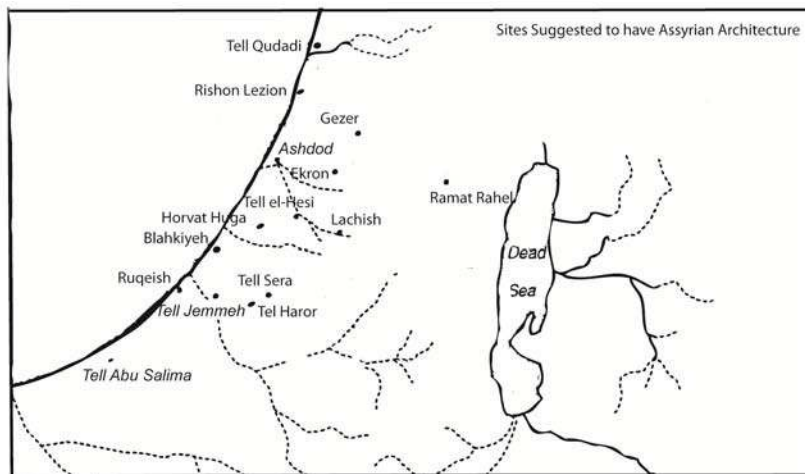 Sites Suggested to have Assyrian Architecture
Tell Qudadi
Rishon Lezion
Gezer
Ashdod
Ekron
Ramat Rahel
Tell el-Hesi
Horvat Huga
Lachish
Blahkiyeh
Dead
Sea
Ruqeish
Tell Sera
Tell Jemmeh
Tel Haror
Tell Abu Salima